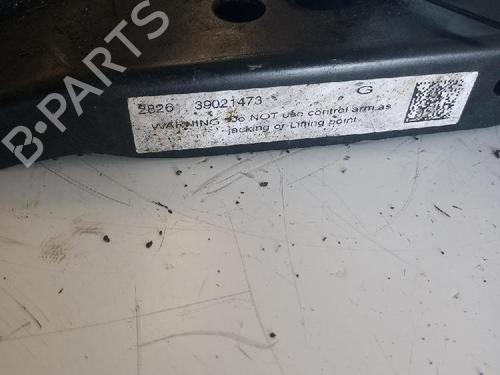 B-PARTS
2826 39021473 G
WARNING Do NOT use control arm as
jacking or Lifting point